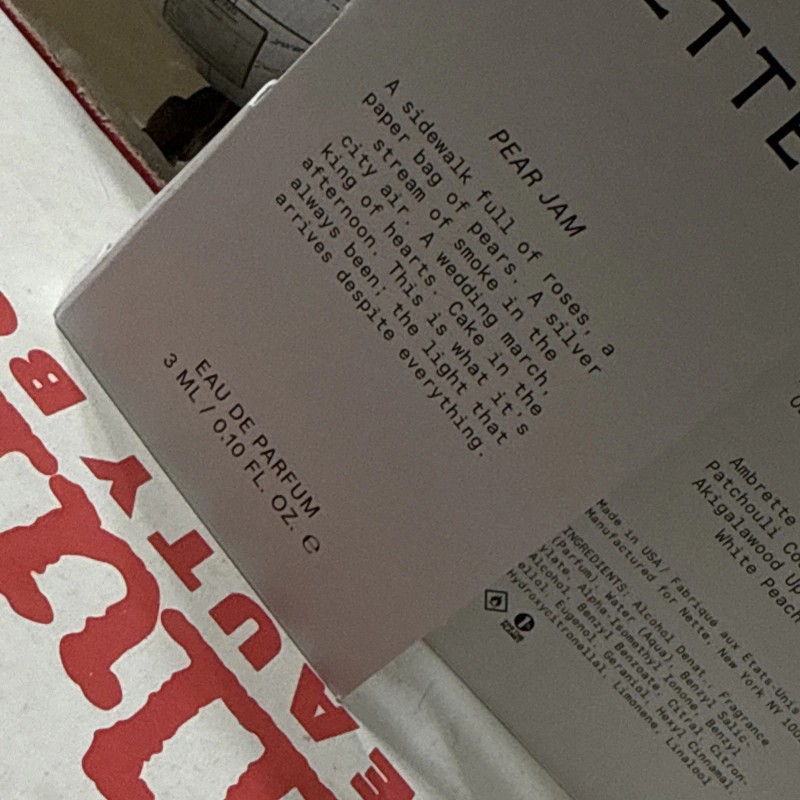 ETTE
PEAR JAM
A sidewalk full of roses, a
paper bag of pears. A silver
stream of smoke in the
city air. A wedding march,
king of hearts. Cake in the
afternoon. This is what it's
always been; the light that
arrives despite everything.
EAU DE PARFUM
3 ML / 0.10 FL. OZ. ℮
Ambrette
Patchouli
Akigalawood
White Peach
Made in USA/ Fabriqué aux Etats-Unis
Manufactured for Nette, New York NY
INGREDIENTS: Alcohol Denat., Fragrance
(Parfum), Water (Aqua), Benzyl Salic-
ylate, Alpha-Isomethyl Ionone, Benzyl
Alcohol, Benzyl Benzoate, Citral, Citron-
ellol, Eugenol, Geraniol, Hexyl Cinnamal,
Hydroxycitronellal, Limonene, Linalool
BEAUTY